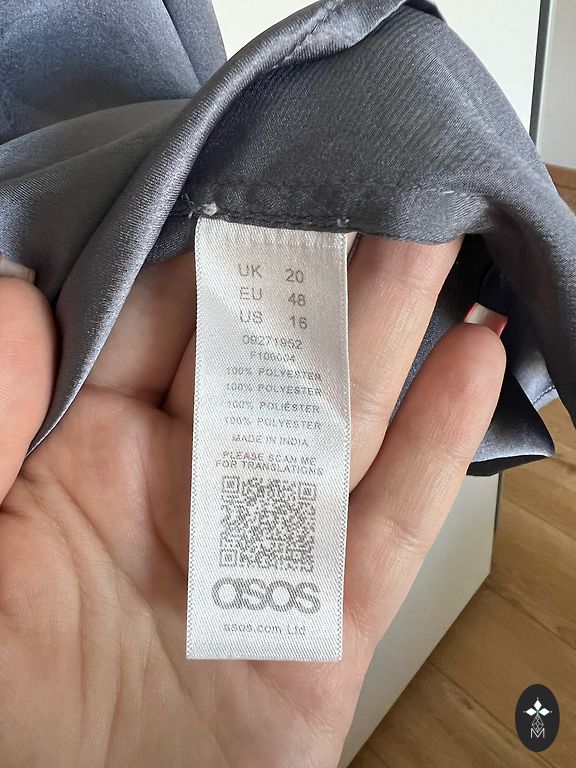 UK 20
EU 48
US 16
09271952
F100004
100% POLYESTER
100% POLYESTER
100% POLIESTER
100% POLYESTER
MADE IN INDIA
PLEASE SCAN ME
FOR TRANSLATIONS
asos
asos.com Ltd
M